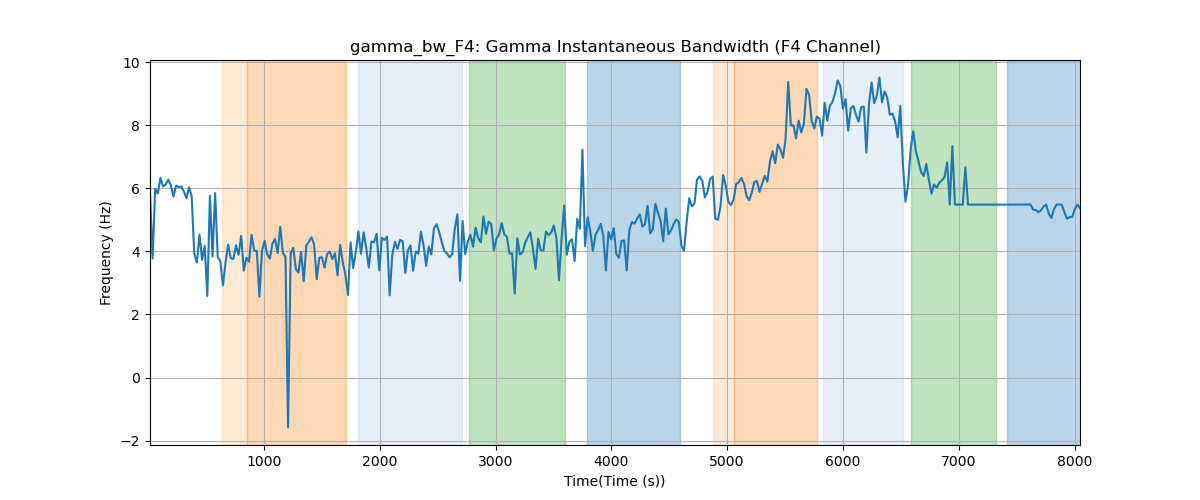 gamma_bw_F4: Gamma Instantaneous Bandwidth (F4 Channel)
Frequency (Hz)
10
8
6
4
2
0
−2
1000 2000 3000 4000 5000 6000 7000 8000
Time(Time (s))